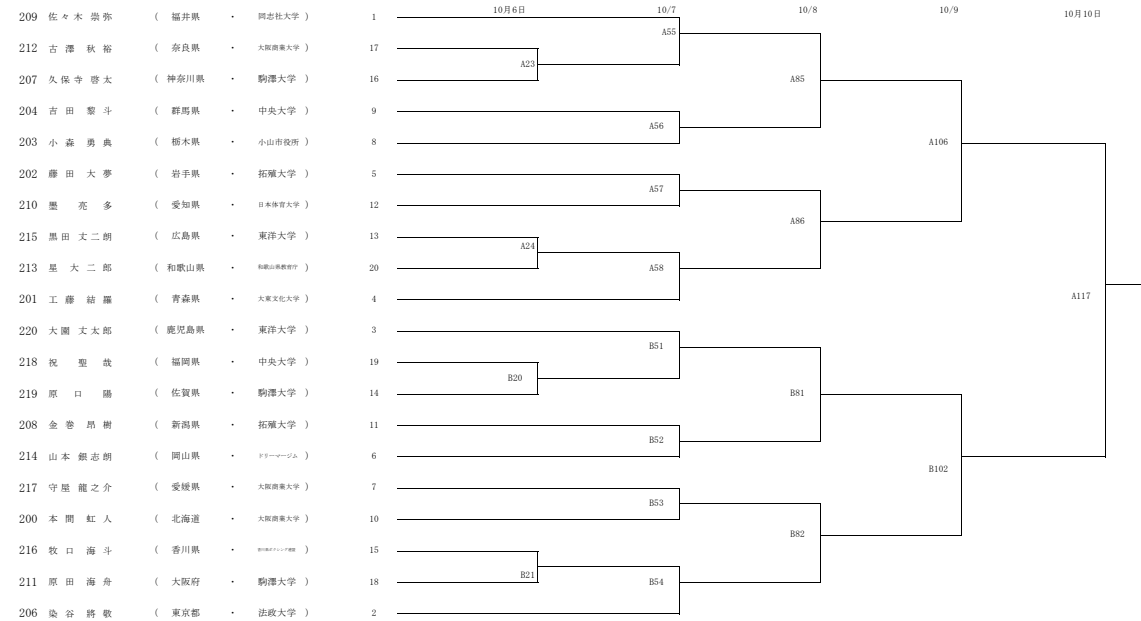 10月6日 10/7 10/8 10/9 10月10日
209 佐々木 崇弥 ( 福井県 ・ 同志社大学 ) 1
A55
212 古澤 秋裕 ( 奈良県 ・ 大阪商業大学 ) 17
A23
207 久保寺 啓太 ( 神奈川県 ・ 駒澤大学 ) 16
A85
204 吉田 黎斗 ( 群馬県 ・ 中央大学 ) 9
A56
203 小森 勇典 ( 栃木県 ・ 小山市役所 ) 8
A106
202 藤田 大夢 ( 岩手県 ・ 拓殖大学 ) 5
A57
210 墨 亮多 ( 愛知県 ・ 日本体育大学 ) 12
A86
215 黒田 丈二朗 ( 広島県 ・ 東洋大学 ) 13
A24
213 星 大二郎 ( 和歌山県 ・ 和歌山県教育庁 ) 20
A58
201 工藤 結羅 ( 青森県 ・ 大東文化大学 ) 4
A117
220 大園 丈太郎 ( 鹿児島県 ・ 東洋大学 ) 3
B51
218 祝 聖哉 ( 福岡県 ・ 中央大学 ) 19
B20
219 原口 陽 ( 佐賀県 ・ 駒澤大学 ) 14
B81
208 金巻 昂樹 ( 新潟県 ・ 拓殖大学 ) 11
B52
214 山本 銀志朗 ( 岡山県 ・ ドリーマージム ) 6
B102
217 守屋 龍之介 ( 愛媛県 ・ 大阪商業大学 ) 7
B53
200 本間 虹人 ( 北海道 ・ 大阪商業大学 ) 10
B82
216 牧口 海斗 ( 香川県 ・ ) 15
B21
211 原田 海舟 ( 大阪府 ・ 駒澤大学 ) 18
B54
206 染谷 將敬 ( 東京都 ・ 法政大学 ) 2